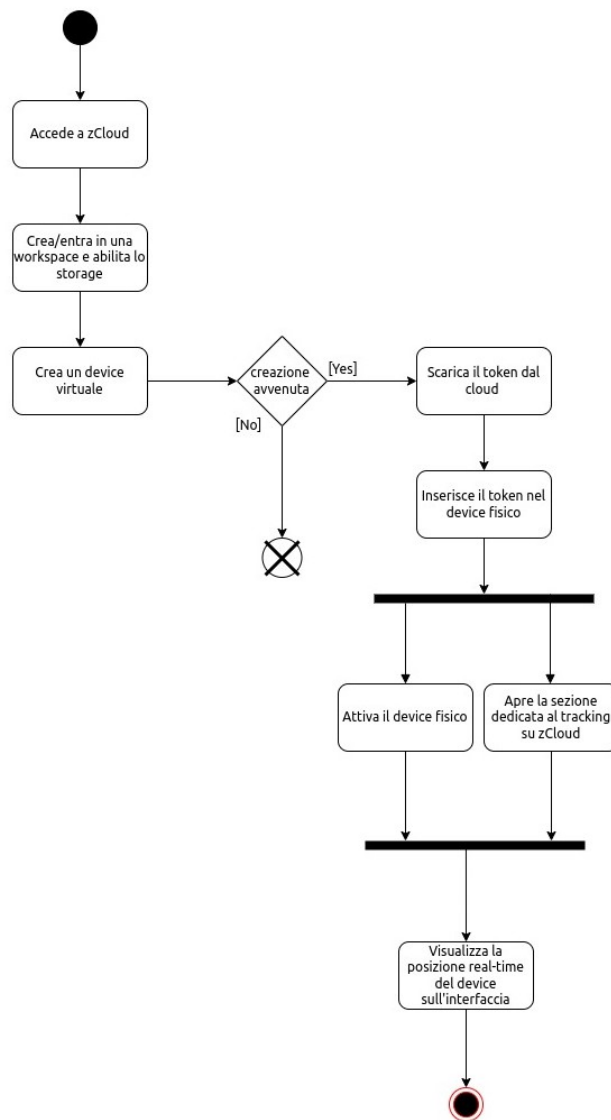 Accede a zCloud
Crea/entra in una
workspace e abilita lo
storage
Crea un device
virtuale
creazione
avvenuta
[Yes]
[No]
Scarica il token dal
cloud
Inserisce il token nel
device fisico
Attiva il device fisico
Apre la sezione
dedicata al tracking
su zCloud
Visualizza la
posizione real-time
del device
sull'interfaccia